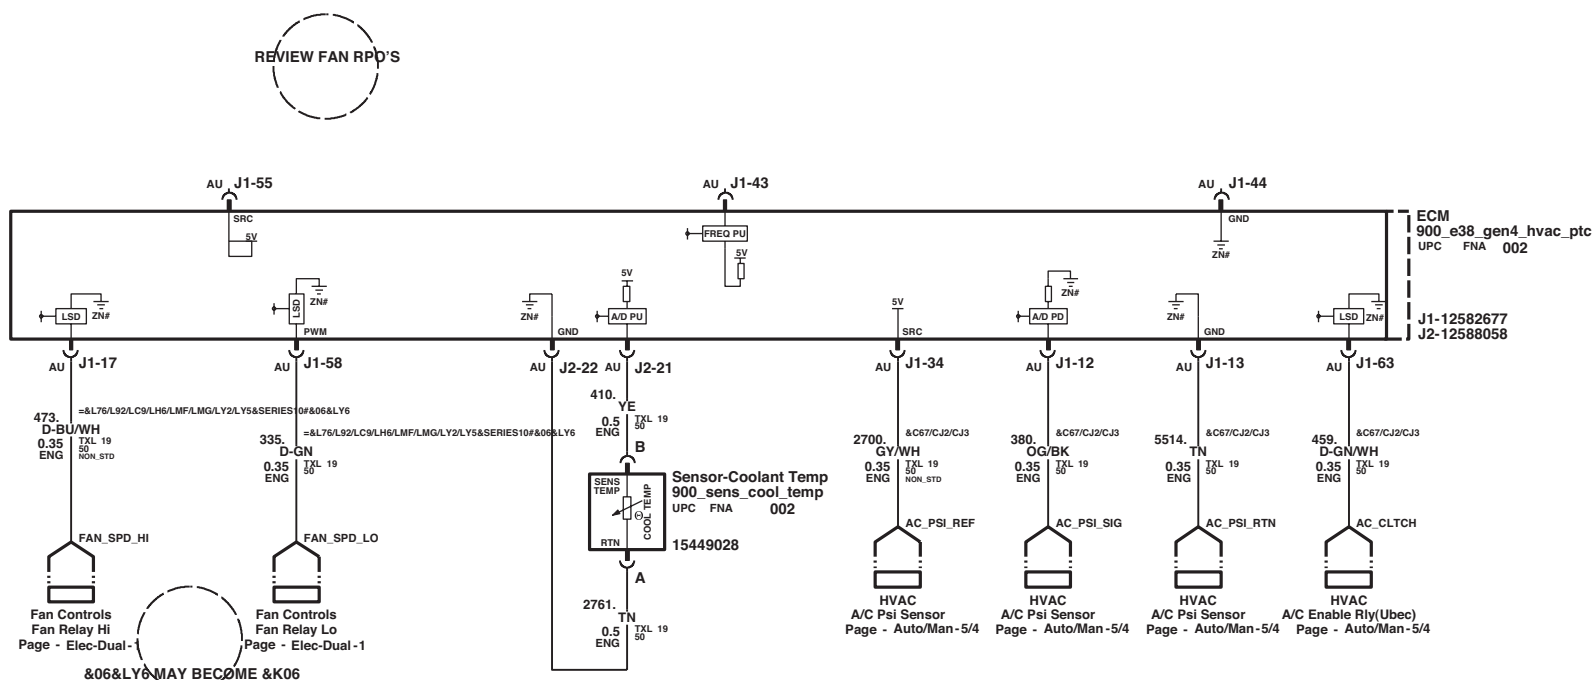 REVIEW FAN RPO'S
AU J1-55
AU J1-43
AU J1-44
SRC
5V
FREQ PU
5V
GND
ZN#
ECM
900_e38_gen4_hvac_ptc
UPC FNA 002
J1-12582677
J2-12588058
LSD
ZN#
LSD
ZN#
PWM
ZN#
GND
5V
A/D PU
5V
SRC
A/D PD
ZN#
ZN#
GND
LSD
ZN#
AU J1-17
AU J1-58
AU J2-22
AU J2-21
AU J1-34
AU J1-12
AU J1-13
AU J1-63
=&L76/L92/LC9/LH6/LMF/LMG/LY2/LY5&SERIES10#&06&LY6
473.
D-BU/WH
0.35 TXL 19
ENG 50
NON_STD
=&L76/L92/LC9/LH6/LMF/LMG/LY2/LY5&SERIES10#&06&LY6
335.
D-GN
0.35 TXL 19
ENG 50
410.
YE
0.5 TXL 19
ENG 50
B
SENS
TEMP
COOL TEMP
Θ
RTN
Sensor-Coolant Temp
900_sens_cool_temp
UPC FNA 002
15449028
A
2761.
TN
0.5 TXL 19
ENG 50
&C67/CJ2/CJ3
2700.
GY/WH
0.35 TXL 19
ENG 50
NON_STD
&C67/CJ2/CJ3
380.
OG/BK
0.35 TXL 19
ENG 50
&C67/CJ2/CJ3
5514.
TN
0.35 TXL 19
ENG 50
&C67/CJ2/CJ3
459.
D-GN/WH
0.35 TXL 19
ENG 50
FAN_SPD_HI
FAN_SPD_LO
AC_PSI_REF
AC_PSI_SIG
AC_PSI_RTN
AC_CLTCH
Fan Controls
Fan Relay Hi
Page - Elec-Dual-1
Fan Controls
Fan Relay Lo
Page - Elec-Dual-1
HVAC
A/C Psi Sensor
Page - Auto/Man-5/4
HVAC
A/C Psi Sensor
Page - Auto/Man-5/4
HVAC
A/C Psi Sensor
Page - Auto/Man-5/4
HVAC
A/C Enable Rly(Ubec)
Page - Auto/Man-5/4
&06&LY6 MAY BECOME &K06